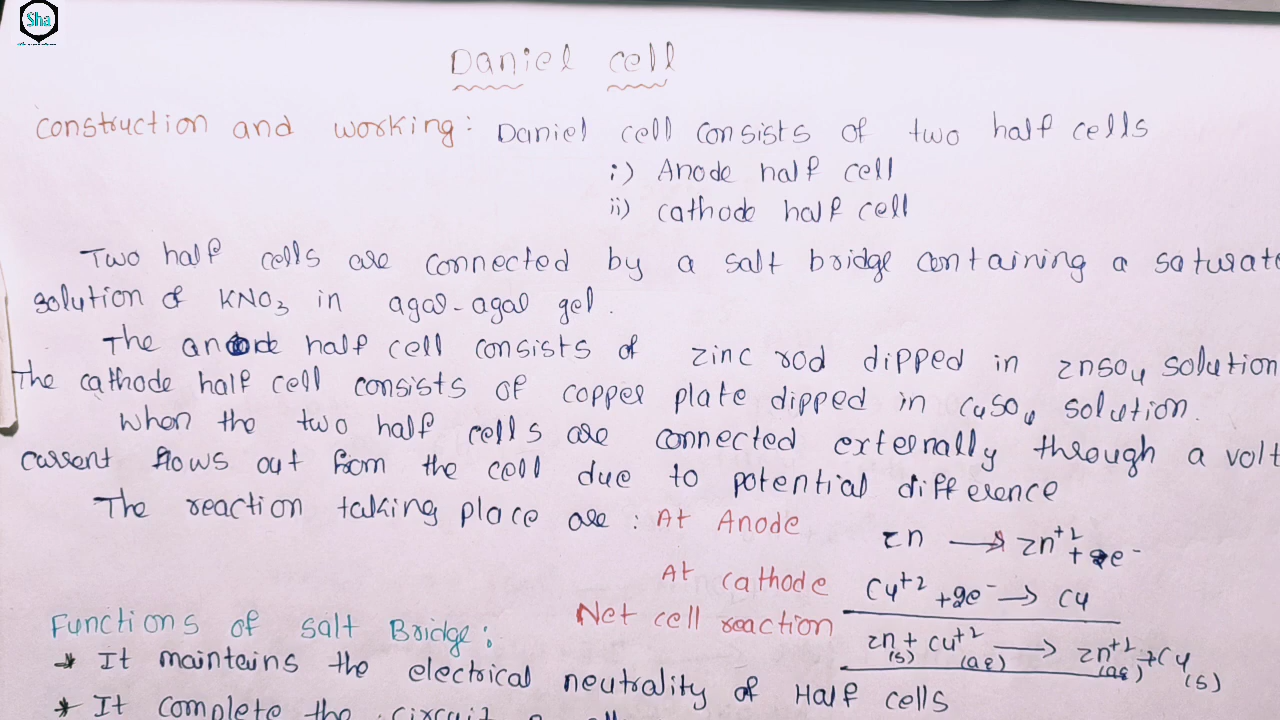 Sha
Daniel cell
Construction and working: Daniel cell consists of two half cells
i) Anode half cell
ii) cathode half cell
Two half cells are connected by a salt bridge containing a saturate
solution of KNO3 in agar-agar gel.
The anode half cell consists of zinc rod dipped in ZnSO4 solution
The cathode half cell consists of copper plate dipped in CuSO4 solution.
When the two half cells are connected externally through a volt
current flows out from the cell due to potential difference
The reaction taking place are : At Anode Zn → Zn+2 + 2e-
At cathode Cu+2 + 2e- → Cu
Net cell reaction Zn(s) + Cu+2(aq) → Zn+2(aq) + Cu(s)
Functions of salt Bridge:
* It maintains the electrical neutrality of Half cells
* It complete the circuit